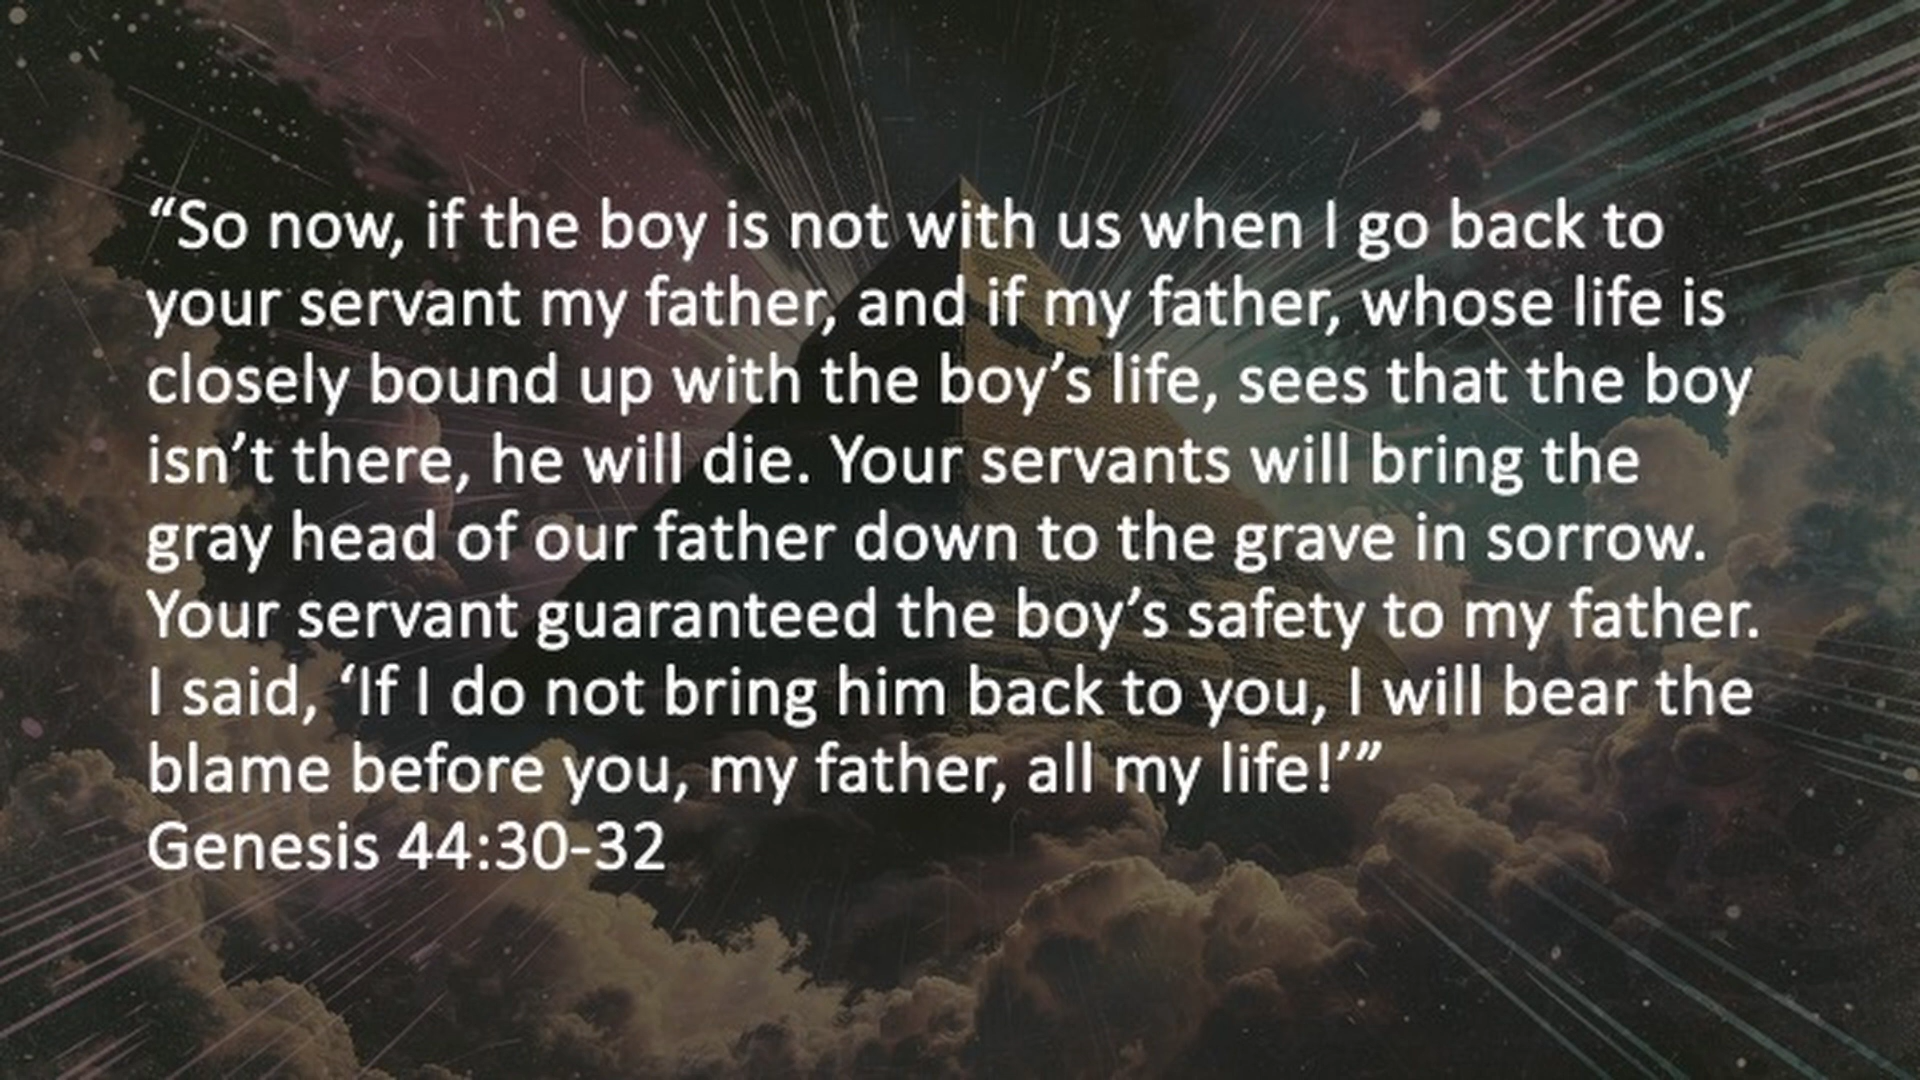 “So now, if the boy is not with us when I go back to
your servant my father, and if my father, whose life is
closely bound up with the boy’s life, sees that the boy
isn’t there, he will die. Your servants will bring the
gray head of our father down to the grave in sorrow.
Your servant guaranteed the boy’s safety to my father.
I said, ‘If I do not bring him back to you, I will bear the
blame before you, my father, all my life!’”
Genesis 44:30-32